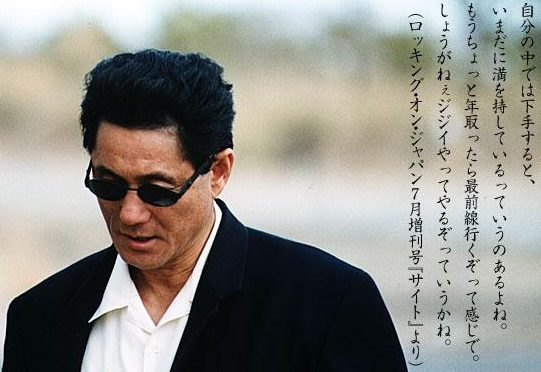 自分の中では下手すると、
いまだに満を持しているっていうのあるよね。
もうちょっと年取ったら最前線行くぞって感じで。
しょうがねぇジジイやってやるぞっていうかね。
(ロッキング・オン・ジャパン7月増刊号『サイト』より)